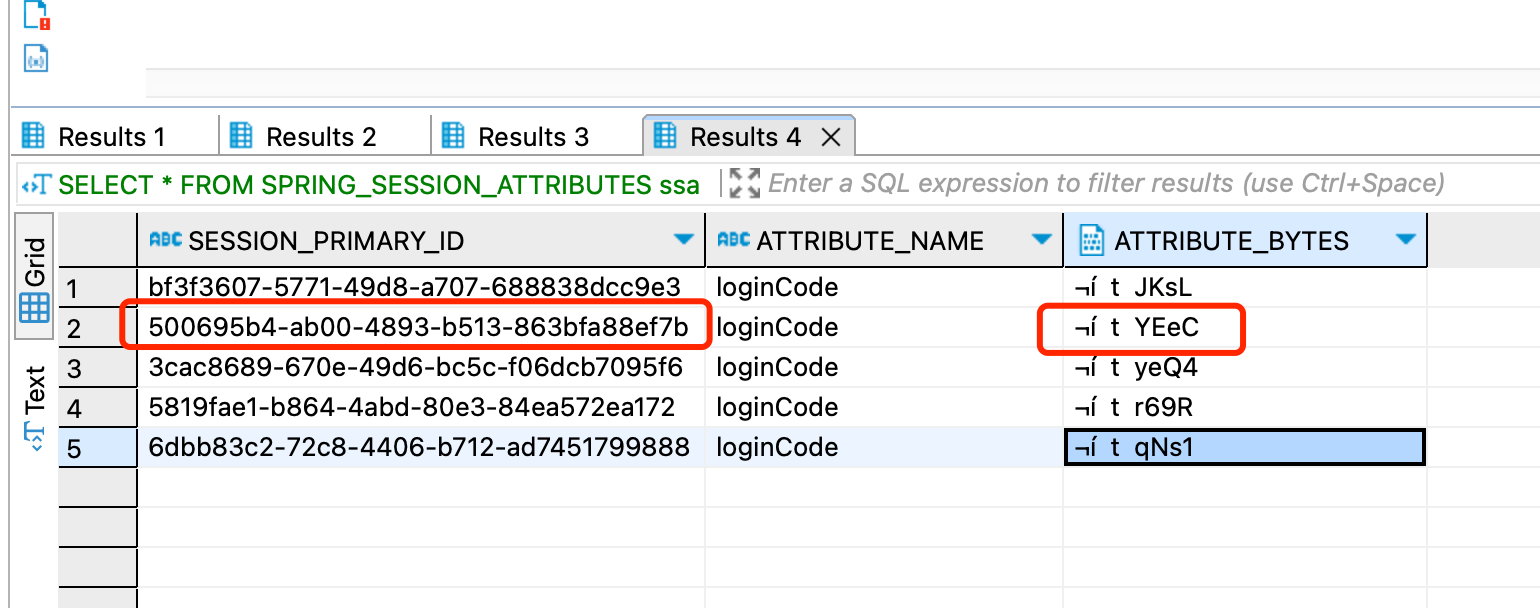 Results 1 Results 2 Results 3 Results 4
SELECT * FROM SPRING_SESSION_ATTRIBUTES ssa Enter a SQL expression to filter results (use Ctrl+Space)
Grid
Text
ABC SESSION_PRIMARY_ID ABC ATTRIBUTE_NAME ATTRIBUTE_BYTES
1 bf3f3607-5771-49d8-a707-688838dcc9e3 loginCode ¬í t JKsL
2 500695b4-ab00-4893-b513-863bfa88ef7b loginCode ¬í t YEeC
3 3cac8689-670e-49d6-bc5c-f06dcb7095f6 loginCode ¬í t yeQ4
4 5819fae1-b864-4abd-80e3-84ea572ea172 loginCode ¬í t r69R
5 6dbb83c2-72c8-4406-b712-ad7451799888 loginCode ¬í t qNs1